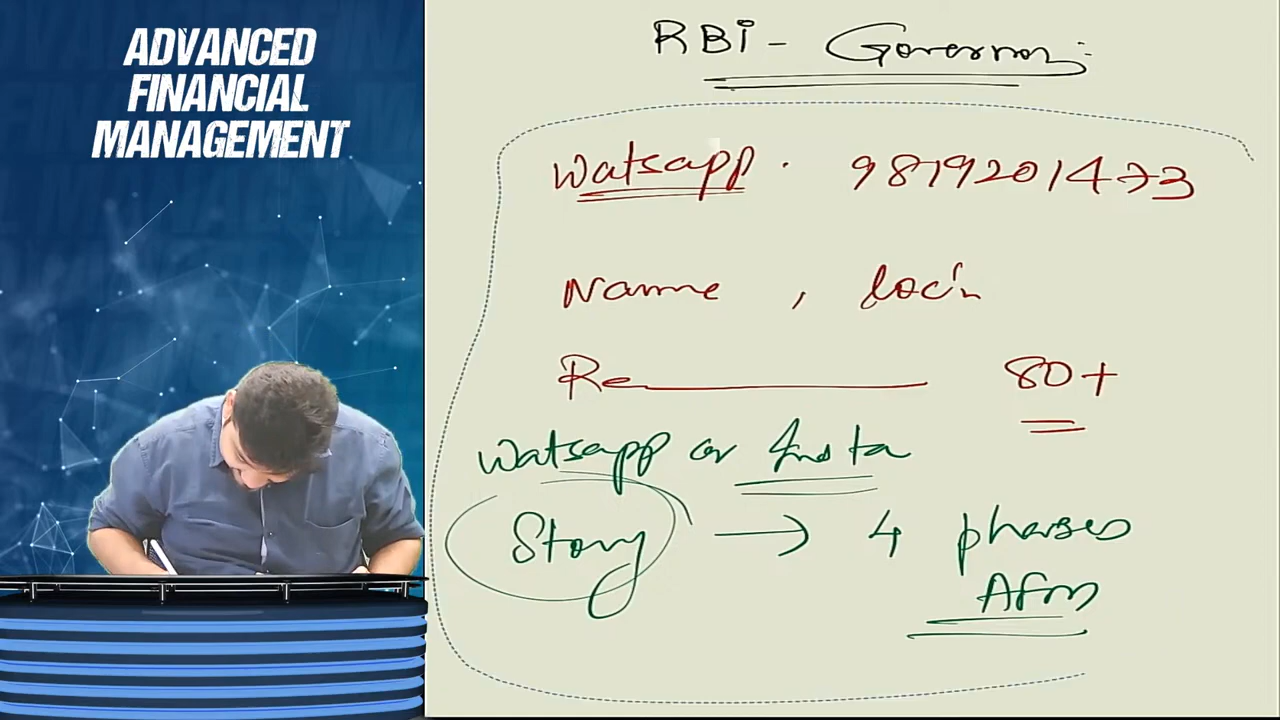 ADVANCED
FINANCIAL
MANAGEMENT
RBI - Governor:
Watsapp. 9819201473
Name , loc'n
Re 80+
Watsapp or Insta
Story → 4 phases
AFM